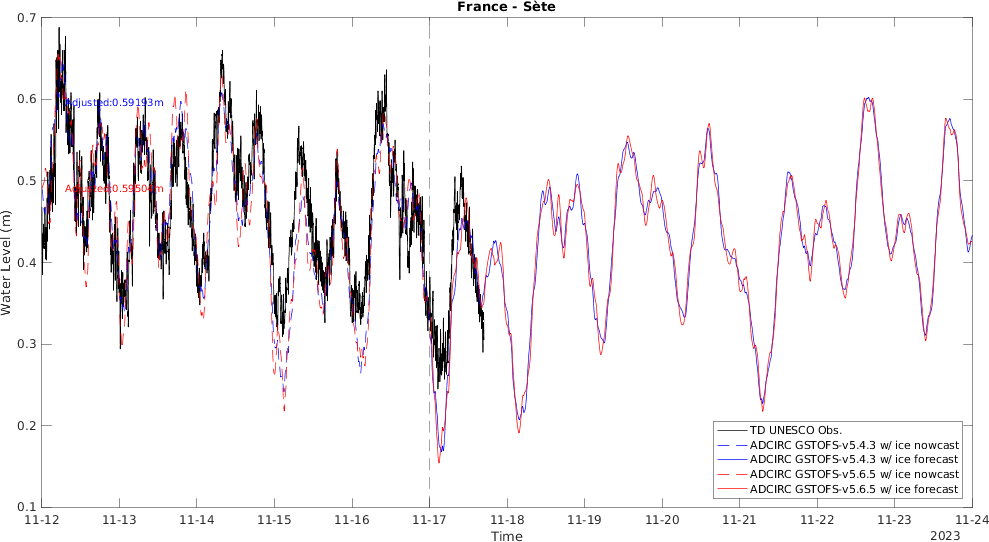 France - Sète
0.7
0.6
0.5
0.4
0.3
0.2
0.1
Water Level (m)
Adjusted:0.59193m
Adjusted:0.59504m
TD UNESCO Obs.
ADCIRC GSTOFS-v5.4.3 w/ ice nowcast
ADCIRC GSTOFS-v5.4.3 w/ ice forecast
ADCIRC GSTOFS-v5.6.5 w/ ice nowcast
ADCIRC GSTOFS-v5.6.5 w/ ice forecast
11-12 11-13 11-14 11-15 11-16 11-17 11-18 11-19 11-20 11-21 11-22 11-23 11-24
Time
2023